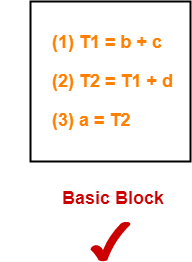 (1) T1 = b + c
(2) T2 = T1 + d
(3) a = T2
Basic Block